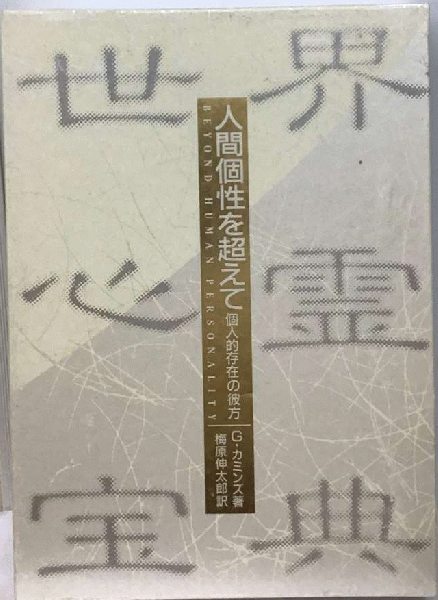 世界
心霊
宝典
人間個性を超えて
個人的存在の彼方
BEYOND HUMAN PERSONALITY
G・カミンズ著
梅原伸太郎訳